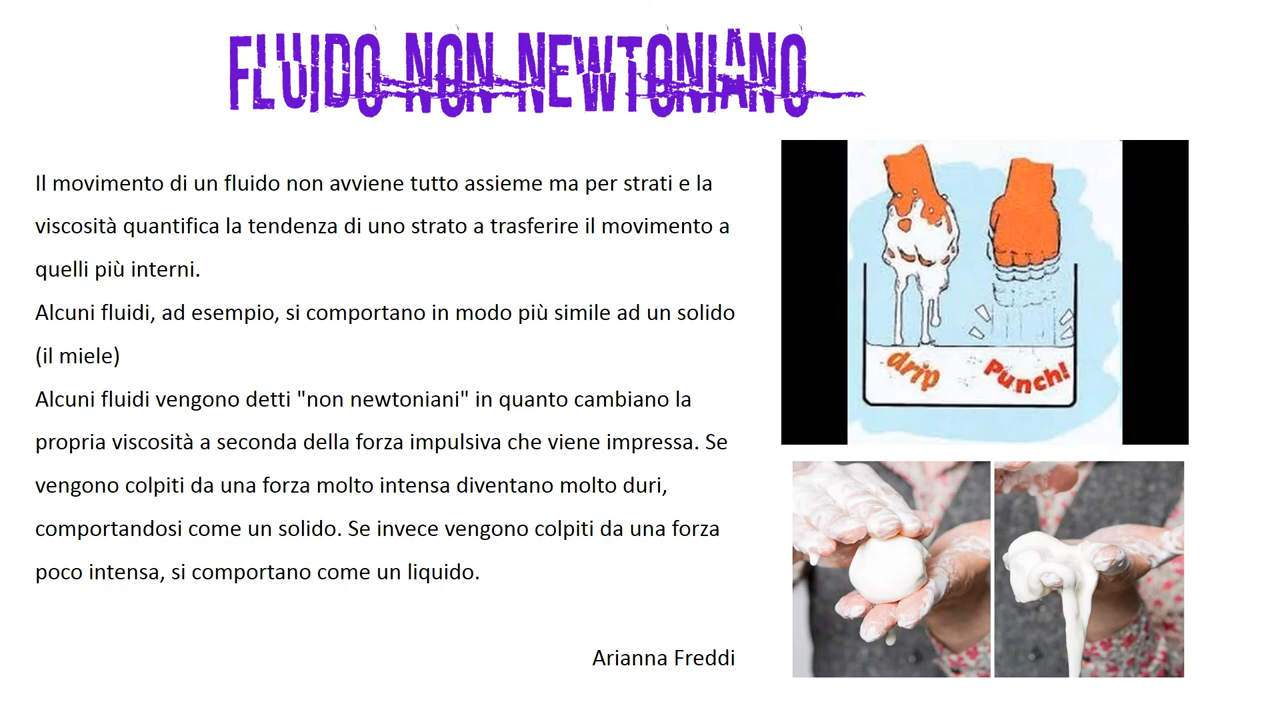 FLUIDO NON NEWTONIANO
Il movimento di un fluido non avviene tutto assieme ma per strati e la
viscosità quantifica la tendenza di uno strato a trasferire il movimento a
quelli più interni.
Alcuni fluidi, ad esempio, si comportano in modo più simile ad un solido
(il miele)
Alcuni fluidi vengono detti "non newtoniani" in quanto cambiano la
propria viscosità a seconda della forza impulsiva che viene impressa. Se
vengono colpiti da una forza molto intensa diventano molto duri,
comportandosi come un solido. Se invece vengono colpiti da una forza
poco intensa, si comportano come un liquido.
Arianna Freddi
drip
Punch!